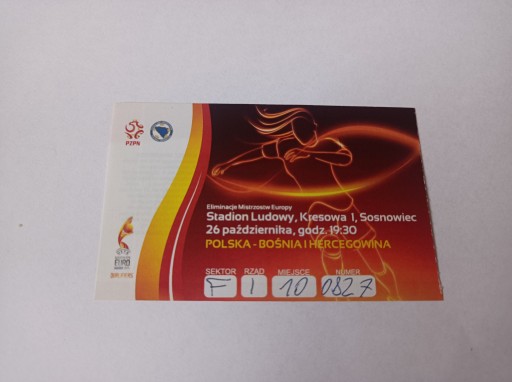 PZPN
Eliminacje Mistrzostw Europy
Stadion Ludowy, Kresowa 1, Sosnowiec
26 października, godz. 19:30
POLSKA - BOŚNIA I HERCEGOWINA
SEKTOR RZĄD MIEJSCE NUMER
F I 10 0827